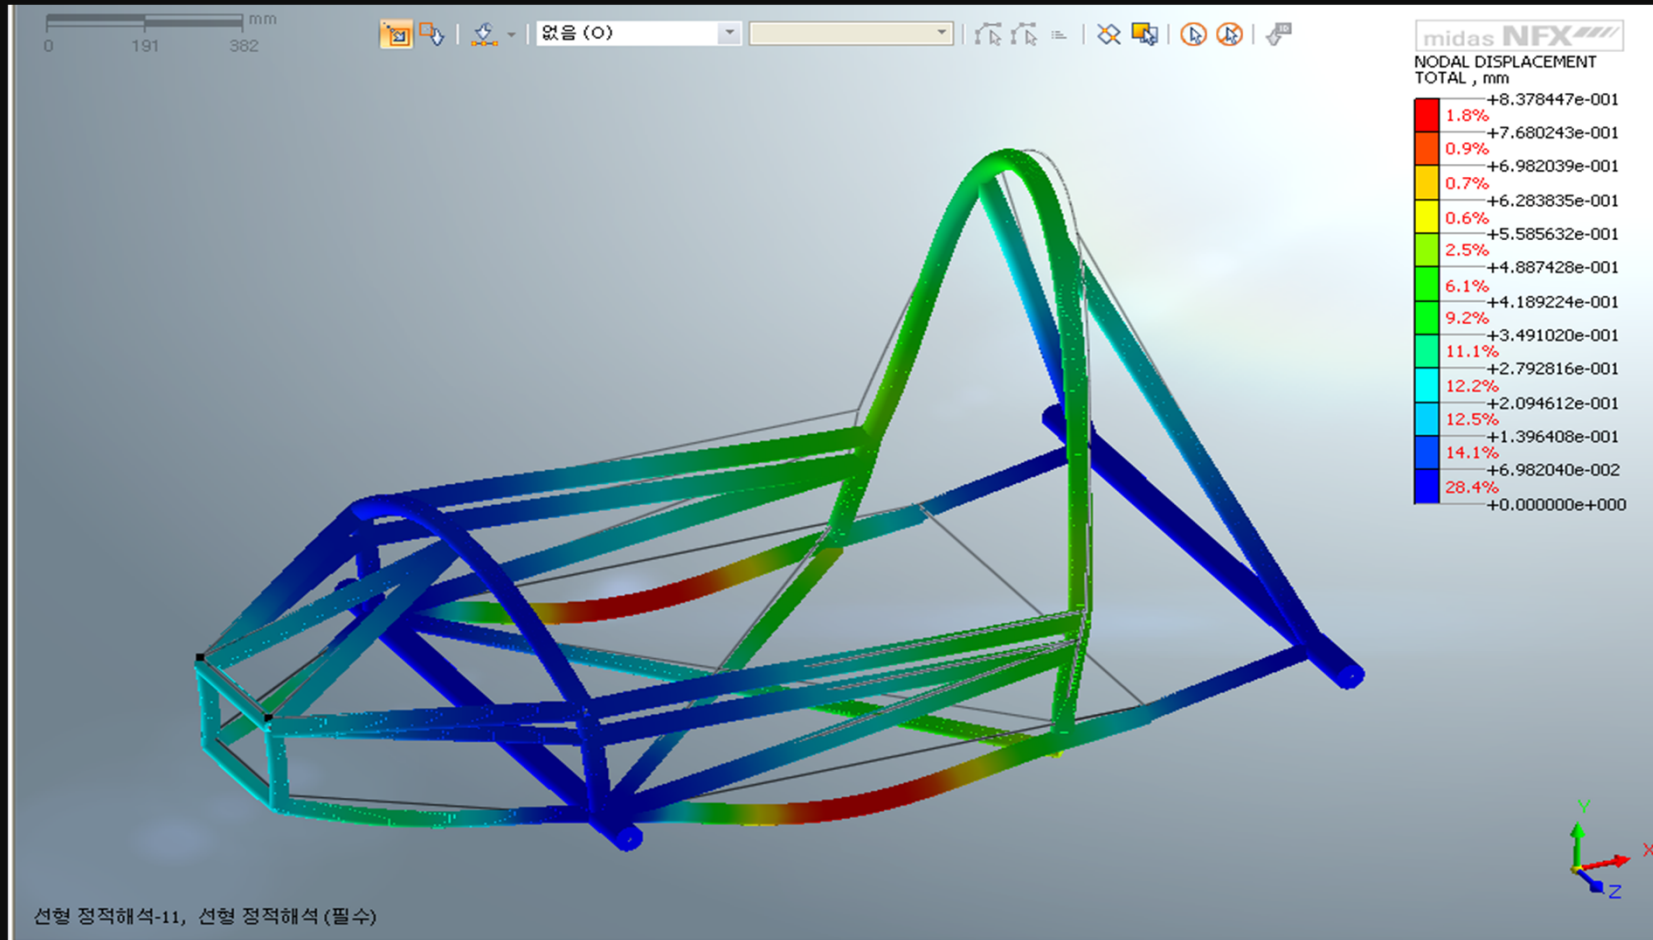 mm
0 191 382
없음 (O)
midas NFX
NODAL DISPLACEMENT
TOTAL , mm
+8.378447e-001
1.8%
+7.680243e-001
0.9%
+6.982039e-001
0.7%
+6.283835e-001
0.6%
+5.585632e-001
2.5%
+4.887428e-001
6.1%
+4.189224e-001
9.2%
+3.491020e-001
11.1%
+2.792816e-001
12.2%
+2.094612e-001
12.5%
+1.396408e-001
14.1%
+6.982040e-002
28.4%
+0.000000e+000
Y
X
Z
선형 정적해석-11, 선형 정적해석 (필수)